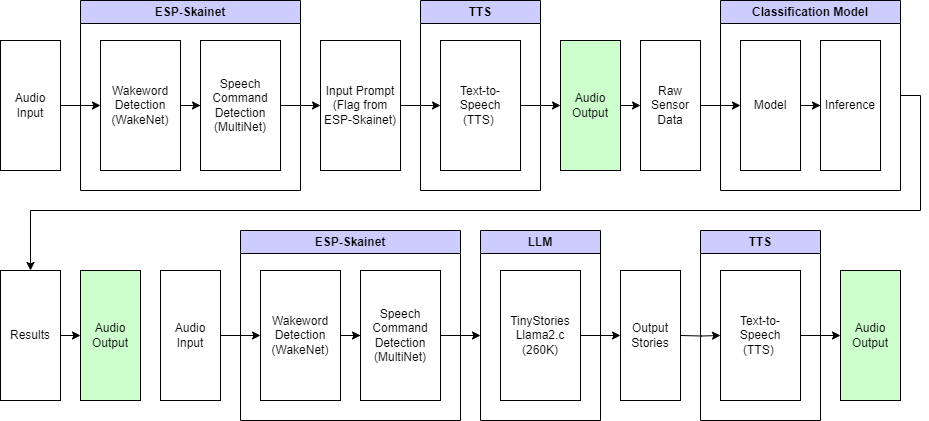 ESP-Skainet
TTS
Classification Model
Audio
Input
Wakeword
Detection
(WakeNet)
Speech
Command
Detection
(MultiNet)
Input Prompt
(Flag from
ESP-Skainet)
Text-to-
Speech
(TTS)
Audio
Output
Raw
Sensor
Data
Model
Inference
ESP-Skainet
LLM
TTS
Results
Audio
Output
Audio
Input
Wakeword
Detection
(WakeNet)
Speech
Command
Detection
(MultiNet)
TinyStories
Llama2.c
(260K)
Output
Stories
Text-to-
Speech
(TTS)
Audio
Output